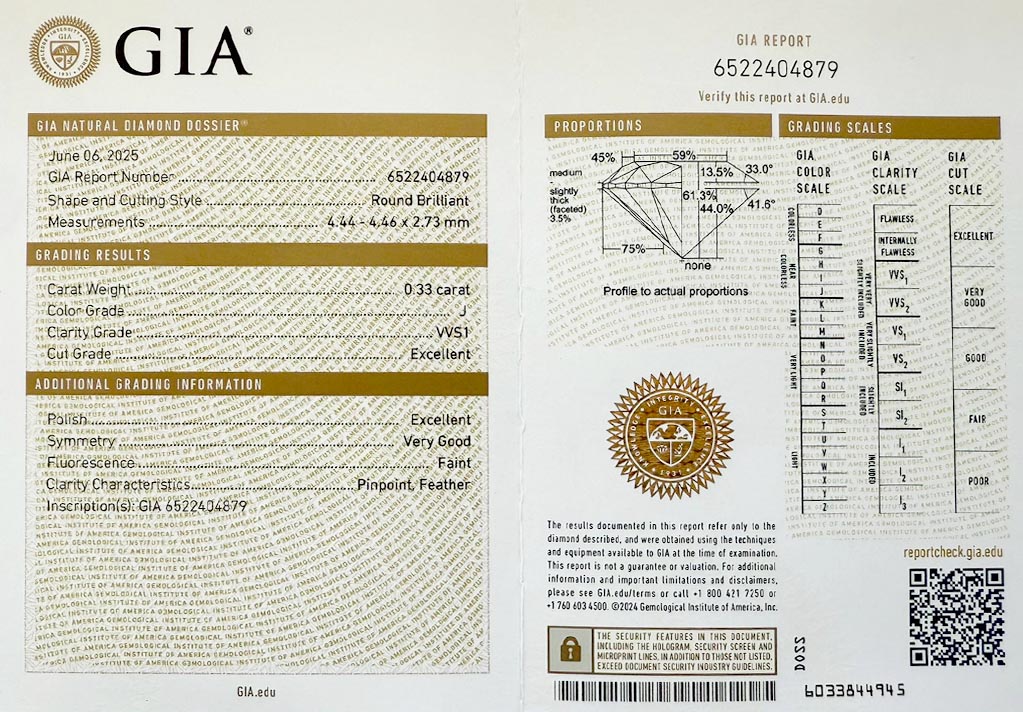 GIA®
GIA NATURAL DIAMOND DOSSIER®
June 06, 2025
GIA Report Number 6522404879
Shape and Cutting Style Round Brilliant
Measurements 4.44 - 4.46 x 2.73 mm
GRADING RESULTS
Carat Weight 0.33 carat
Color Grade J
Clarity Grade VVS1
Cut Grade Excellent
ADDITIONAL GRADING INFORMATION
Polish Excellent
Symmetry Very Good
Fluorescence Faint
Clarity Characteristics Pinpoint, Feather
Inscription(s): GIA 6522404879
GIA.edu
GIA REPORT
6522404879
Verify this report at GIA.edu
PROPORTIONS
45%
59%
medium
13.5%
33.0°
slightly
thick
(faceted)
3.5%
61.3%
44.0%
41.6°
75%
none
Profile to actual proportions
GIA
INTEGRITY
KNOWLEDGE
1931
The results documented in this report refer only to the
diamond described, and were obtained using the techniques
and equipment available to GIA at the time of examination.
This report is not a guarantee or valuation. For additional
information and important limitations and disclaimers,
please see GIA.edu/terms or call +1 800 421 7250 or
+1 760 603 4500. ©2024 Gemological Institute of America, Inc.
THE SECURITY FEATURES IN THIS DOCUMENT,
INCLUDING THE HOLOGRAM, SECURITY SCREEN AND
MICROPRINT LINES, IN ADDITION TO THOSE NOT LISTED,
EXCEED DOCUMENT SECURITY INDUSTRY GUIDELINES.
GRADING SCALES
GIA
COLOR
SCALE
COLORLESS
D
E
F
NEAR
COLORLESS
G
H
I
J
FAINT
K
L
M
VERY LIGHT
N
O
P
Q
R
LIGHT
S
T
U
V
W
X
Y
Z
GIA
CLARITY
SCALE
FLAWLESS
INTERNALLY
FLAWLESS
VERY VERY
SLIGHTLY INCLUDED
VVS1
VVS2
VERY SLIGHTLY
INCLUDED
VS1
VS2
SLIGHTLY
INCLUDED
SI1
SI2
INCLUDED
I1
I2
I3
GIA
CUT
SCALE
EXCELLENT
VERY
GOOD
GOOD
FAIR
POOR
reportcheck.gia.edu
DO22
6033844945